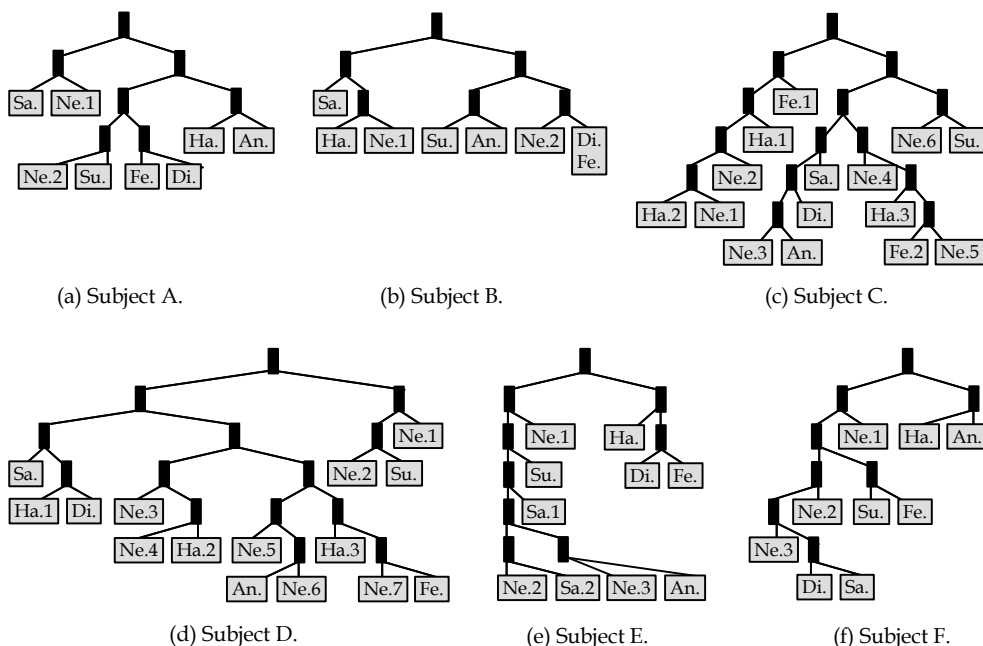 Sa. Ne.1
Ha. An.
Ne.2 Su. Fe. Di.
(a) Subject A.
Sa.
Ha. Ne.1 Su. An. Ne.2 Di.
Fe.
(b) Subject B.
Fe.1
Ha.1 Ne.6 Su.
Ne.2 Sa. Ne.4
Ha.2 Ne.1 Di. Ha.3
Ne.3 An. Fe.2 Ne.5
(c) Subject C.
Ne.1
Sa. Ne.2 Su.
Ha.1 Di. Ne.3
Ne.4 Ha.2 Ne.5 Ha.3
An. Ne.6 Ne.7 Fe.
(d) Subject D.
Ne.1 Ha.
Su. Di. Fe.
Sa.1
Ne.2 Sa.2 Ne.3 An.
(e) Subject E.
Ne.1 Ha. An.
Ne.2 Su. Fe.
Ne.3
Di. Sa.
(f) Subject F.